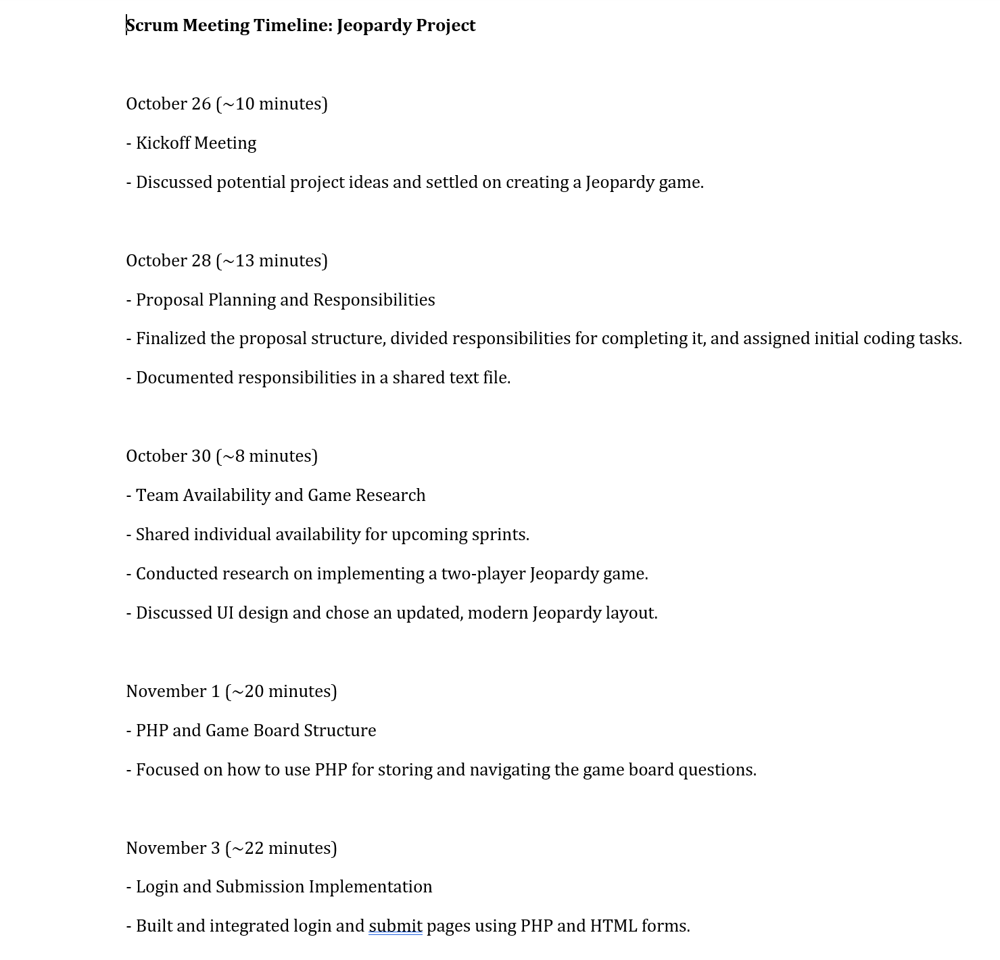 Scrum Meeting Timeline: Jeopardy Project
October 26 (~10 minutes)
- Kickoff Meeting
- Discussed potential project ideas and settled on creating a Jeopardy game.
October 28 (~13 minutes)
- Proposal Planning and Responsibilities
- Finalized the proposal structure, divided responsibilities for completing it, and assigned initial coding tasks.
- Documented responsibilities in a shared text file.
October 30 (~8 minutes)
- Team Availability and Game Research
- Shared individual availability for upcoming sprints.
- Conducted research on implementing a two-player Jeopardy game.
- Discussed UI design and chose an updated, modern Jeopardy layout.
November 1 (~20 minutes)
- PHP and Game Board Structure
- Focused on how to use PHP for storing and navigating the game board questions.
November 3 (~22 minutes)
- Login and Submission Implementation
- Built and integrated login and submit pages using PHP and HTML forms.